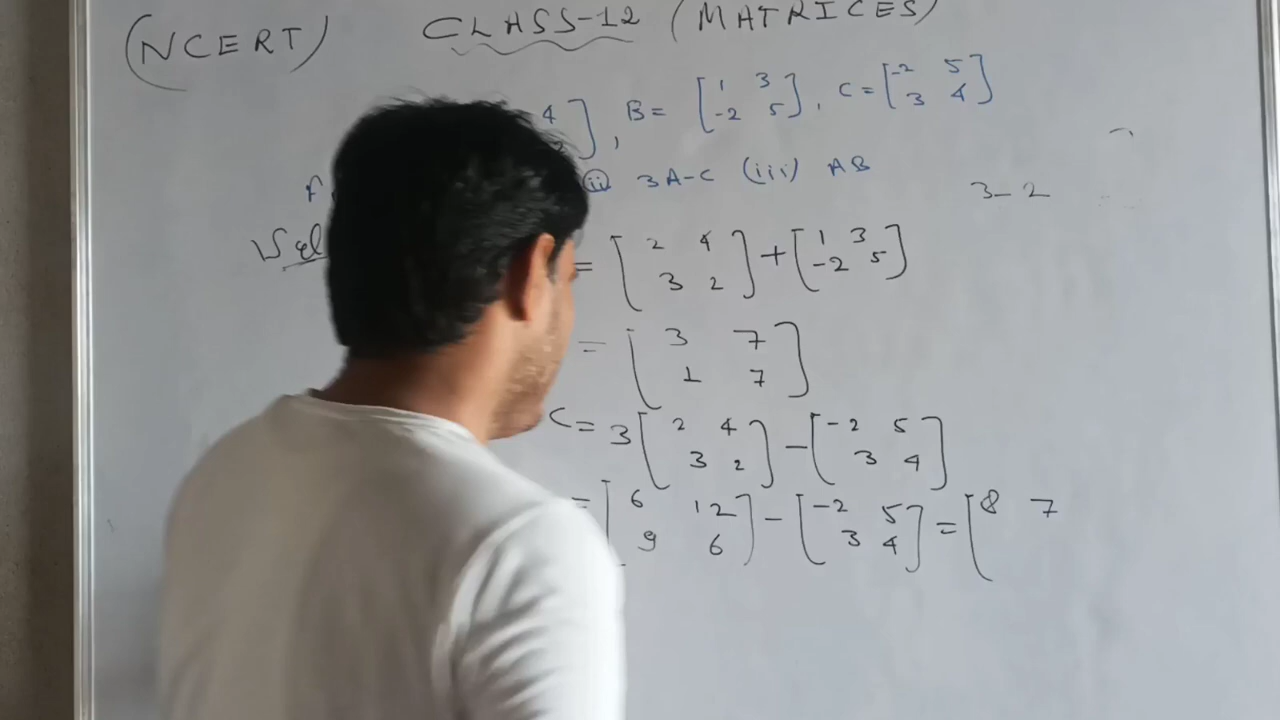 (NCERT) CLASS-12 (MATRICES)
4 ], B = [ 1 3 -2 5 ], C = [ -2 5 3 4 ]
F (ii) 3A-C (iii) AB
3-2
Sol = [ 2 4 3 2 ] + [ 1 3 -2 5 ]
= [ 3 7 1 7 ]
C = 3 [ 2 4 3 2 ] - [ -2 5 3 4 ]
= [ 6 12 9 6 ] - [ -2 5 3 4 ] = [ 8 7